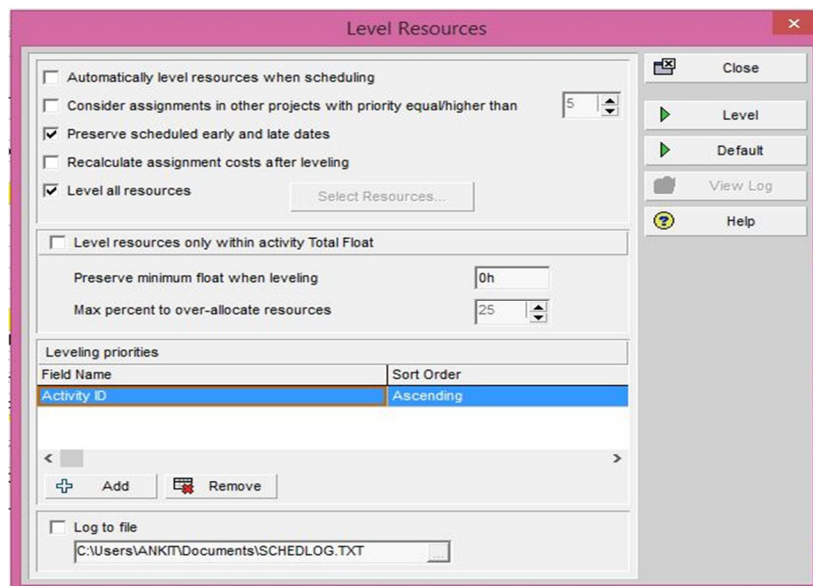 Level Resources
Automatically level resources when scheduling
Consider assignments in other projects with priority equal/higher than 5
Preserve scheduled early and late dates
Recalculate assignment costs after leveling
Level all resources
Select Resources...
Level resources only within activity Total Float
Preserve minimum float when leveling 0h
Max percent to over-allocate resources 25
Leveling priorities
Field Name Sort Order
Activity ID Ascending
Add Remove
Log to file
C:\Users\ANKIT\Documents\SCHEDLOG.TXT ...
Close
Level
Default
View Log
Help